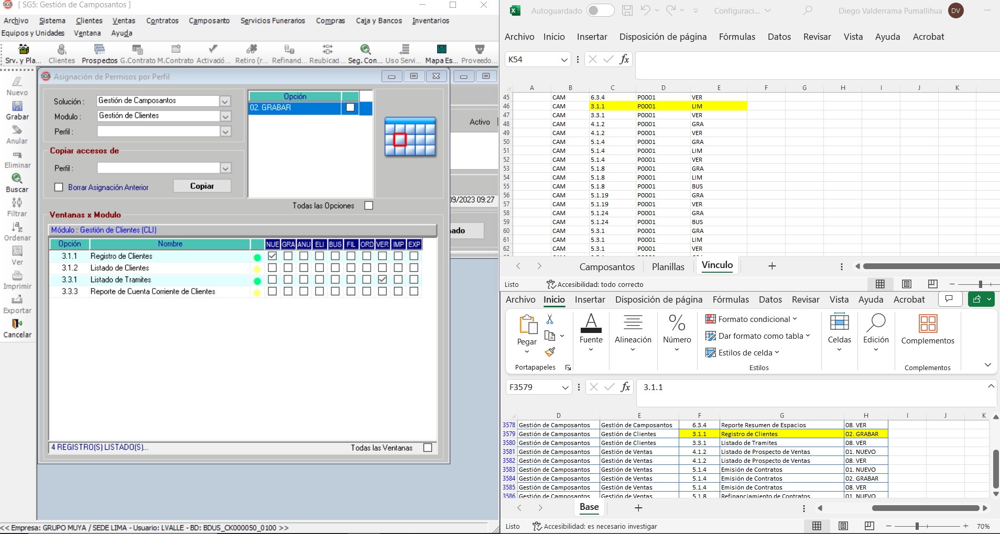 SG5 [ SG5: Gestión de Camposantos ]
Archivo Sistema Clientes Ventas Contratos Camposanto Servicios Funerarios Compras Caja y Bancos Inventarios
Equipos y Unidades Ventana Ayuda
Srv. y Pla... Clientes Prospectos G.Contrato M.Contrato Activació... Retiro (r... Refinanci... Reubicaci... Seg. Con... Uso Servi... Mapa Es... Proveedo...
Nuevo
Grabar
Anular
Eliminar
Buscar
Filtrar
Ordenar
Ver
Imprimir
Exportar
Cancelar
SG5 Asignación de Permisos por Perfil
Solución : Gestión de Camposantos
Modulo : Gestión de Clientes
Perfil :
Copiar accesos de
Perfil :
Borrar Asignación Anterior
Copiar
Opción
02. GRABAR
Todas las Opciones
Activo
09/2023 09:27
ado
Ventanas x Modulo
Módulo : Gestión de Clientes (CLI)
Opción Nombre NUE GRA ANU ELI BUS FIL ORD VER IMP EXP
3.1.1 Registro de Clientes
3.1.2 Listado de Clientes
3.3.1 Listado de Tramites
3.3.3 Reporte de Cuenta Corriente de Clientes
4 REGISTRO(S) LISTADO(S)...
Todas las Ventanas
<< Empresa: GRUPO MUYA / SEDE LIMA - Usuario: LVALLE - BD: BDUS_CK000050_0100 >>
Autoguardado Configuraci... Diego Valderrama Pumallihua DV
Archivo Inicio Insertar Disposición de página Fórmulas Datos Revisar Vista Ayuda Acrobat
K54 fx
A B C D E F G H I J K
45 CAM 6.3.4 P0001 VER
46 CAM 3.1.1 P0001 LIM
47 CAM 3.3.1 P0001 VER
48 CAM 4.1.2 P0001 GRA
49 CAM 4.1.2 P0001 VER
50 CAM 5.1.4 P0001 GRA
51 CAM 5.1.4 P0001 LIM
52 CAM 5.1.4 P0001 VER
53 CAM 5.1.8 P0001 GRA
54 CAM 5.1.8 P0001 LIM
55 CAM 5.1.8 P0001 BUS
56 CAM 5.1.19 P0001 GRA
57 CAM 5.1.19 P0001 VER
58 CAM 5.1.24 P0001 GRA
59 CAM 5.1.24 P0001 BUS
60 CAM 5.3.1 P0001 GRA
61 CAM 5.3.1 P0001 LIM
62 CAM 5.3.1 P0001 VER
Camposantos Planillas Vinculo
Listo Accesibilidad: todo correcto
Archivo Inicio Insertar Disposición de página Fórmulas Datos Revisar Vista Ayuda Acrobat
Pegar
Portapapeles
Fuente
Alineación
Número
Formato condicional
Dar formato como tabla
Estilos de celda
Estilos
Celdas
Edición
Complementos
Complementos
F3579 fx 3.1.1
D E F G H I J K
3578 Gestión de Camposantos Gestión de Camposantos 6.3.4 Reporte Resumen de Espacios 08. VER
3579 Gestión de Camposantos Gestión de Clientes 3.1.1 Registro de Clientes 02. GRABAR
3580 Gestión de Camposantos Gestión de Clientes 3.3.1 Listado de Tramites 08. VER
3581 Gestión de Camposantos Gestión de Ventas 4.1.2 Listado de Prospecto de Ventas 01. NUEVO
3582 Gestión de Camposantos Gestión de Ventas 4.1.2 Listado de Prospecto de Ventas 08. VER
3583 Gestión de Camposantos Gestión de Ventas 5.1.4 Emisión de Contratos 01. NUEVO
3584 Gestión de Camposantos Gestión de Ventas 5.1.4 Emisión de Contratos 02. GRABAR
3585 Gestión de Camposantos Gestión de Ventas 5.1.4 Emisión de Contratos 08. VER
3586 Gestión de Camposantos Gestión de Ventas 5.1.8 Refinanciamiento de Contratos 01. NUEVO
Base
Listo Accesibilidad: es necesario investigar 70%